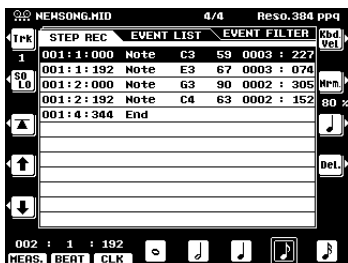 NEWSONG.MID 4/4 Reso.384 ppq
Trk STEP REC EVENT LIST EVENT FILTER Kbd. Vel
1 001:1:000 Note C3 59 0003 : 227
SO LO 001:1:192 Note E3 67 0003 : 074
001:2:000 Note G3 90 0002 : 305 Nrm.
001:2:192 Note C4 63 0002 : 152 80 %
001:4:344 End
Del.
002 : 1 : 192
MEAS. BEAT CLK